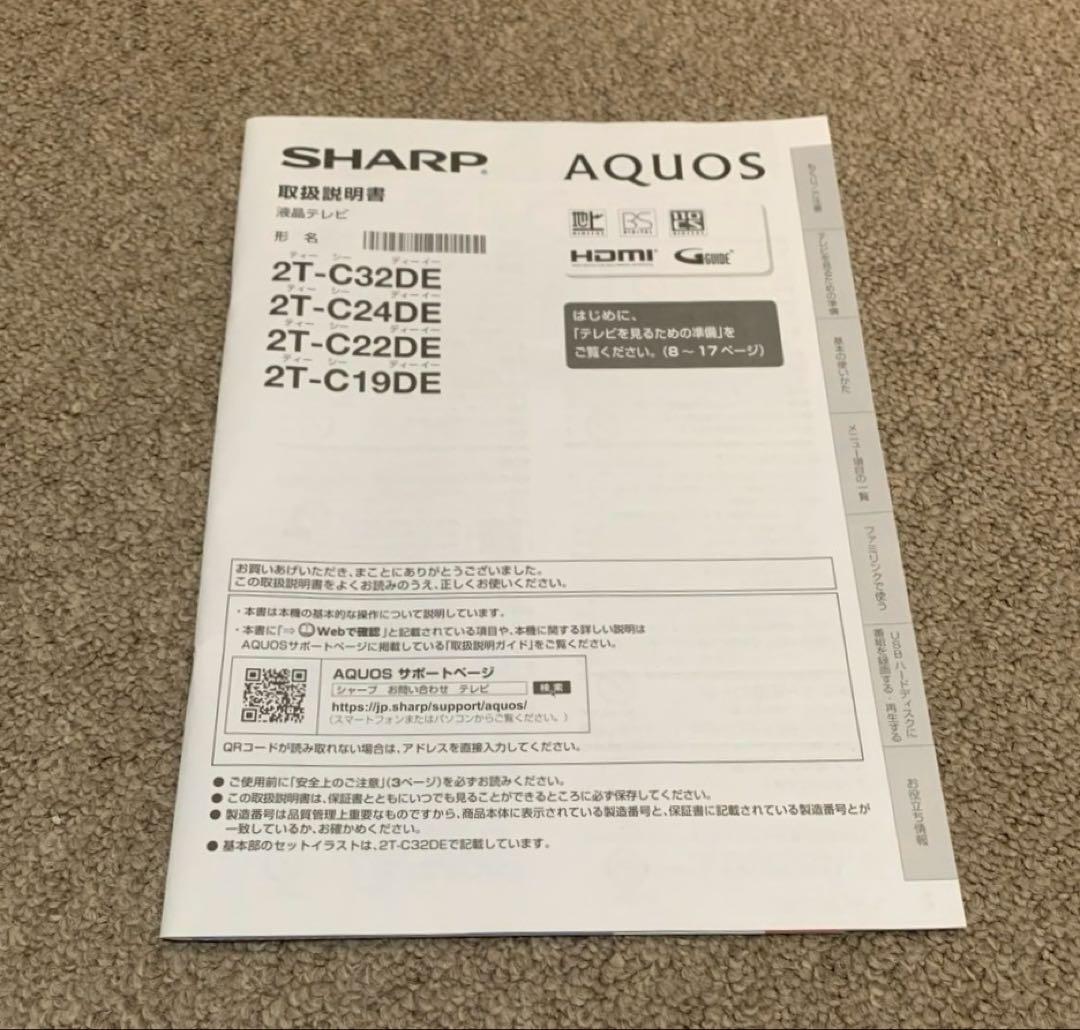 SHARP
取扱説明書
液晶テレビ
形名
ティー シー ディーイー
2T-C32DE
ティー シー ディーイー
2T-C24DE
ティー シー ディーイー
2T-C22DE
ティー シー ディーイー
2T-C19DE
AQUOS
地上 DIGITAL
BS DIGITAL
110度CS DIGITAL
HDMI
G GUIDE
はじめに、
「テレビを見るための準備」を
ご覧ください。(8~17ページ)
お買いあげいただき、まことにありがとうございました。
この取扱説明書をよくお読みのうえ、正しくお使いください。
・本書は本機の基本的な操作について説明しています。
・本書に「⇨Webで確認」と記載されている項目や、本機に関する詳しい説明は
AQUOSサポートページに掲載している「取扱説明ガイド」をご覧ください。
AQUOS サポートページ
シャープ お問い合わせ テレビ 検索
https://jp.sharp/support/aquos/
(スマートフォンまたはパソコンからご覧ください。)
QRコードが読み取れない場合は、アドレスを直接入力してください。
● ご使用前に「安全上のご注意」(3ページ)を必ずお読みください。
● この取扱説明書は、保証書とともにいつでも見ることができるところに必ず保存してください。
● 製造番号は品質管理上重要なものですから、商品本体に表示されている製造番号と、保証書に記載されている製造番号とが
一致しているか、お確かめください。
● 基本部のセットイラストは、2T-C32DEで記載しています。
もくじ/ご注意
テレビを見るための準備
基本の使いかた
メニュー項目の一覧
ファミリンクで使う
USBハードディスクに
番組を録画する・再生する
お役立ち情報